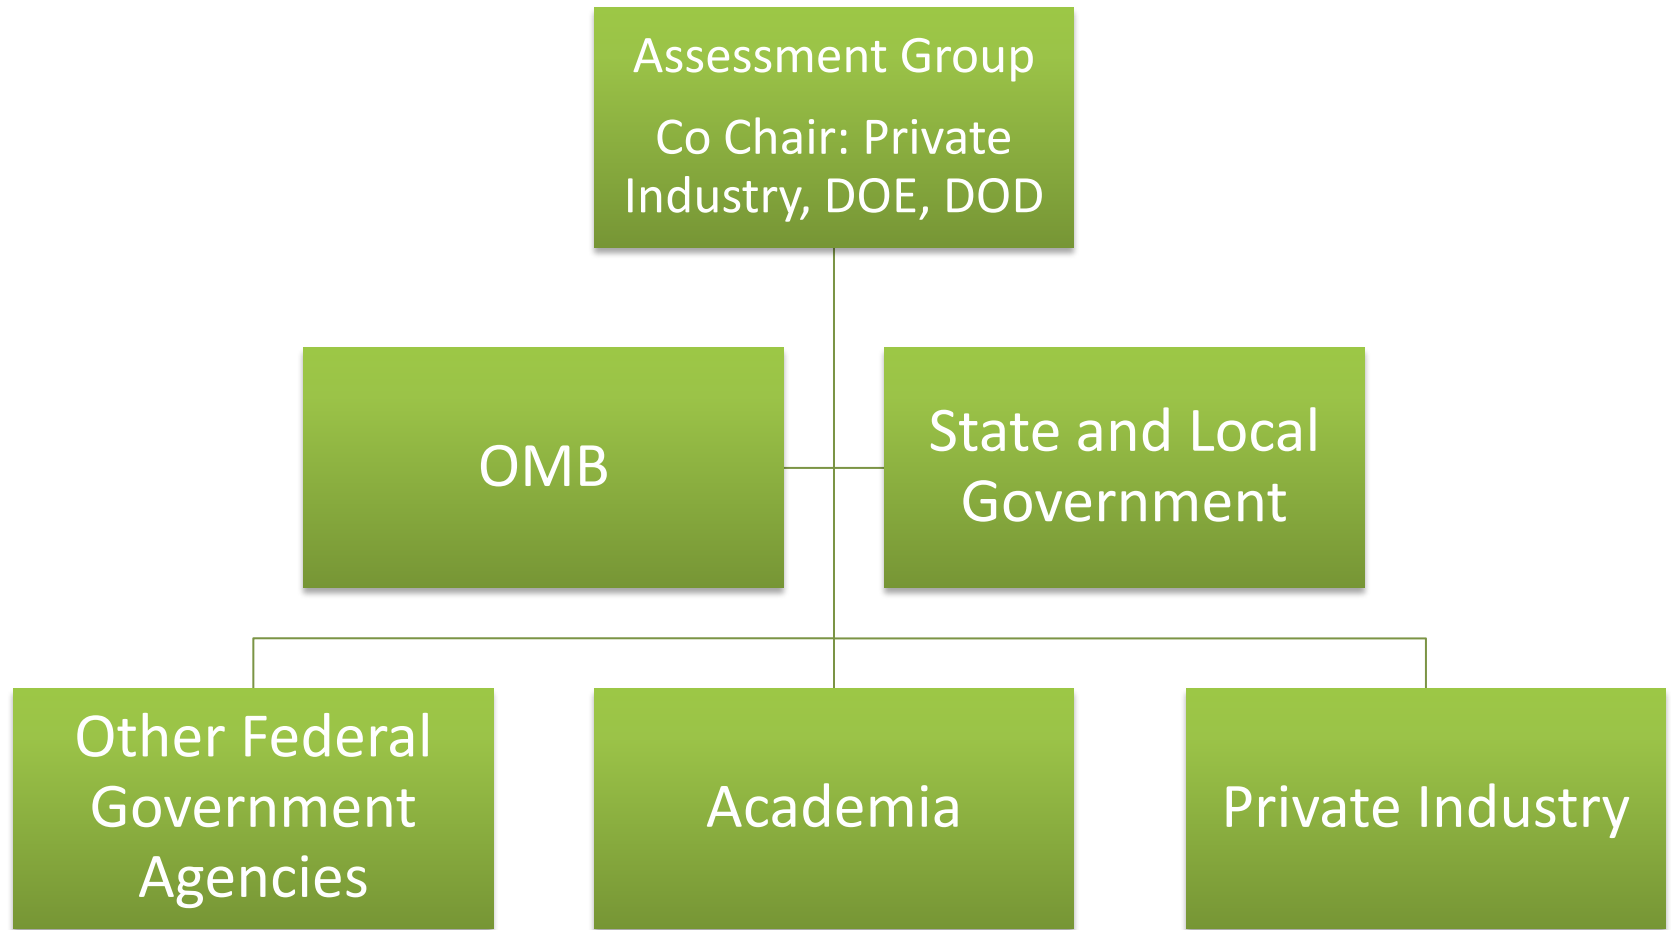 Assessment Group
Co Chair: Private
Industry, DOE, DOD
OMB
State and Local
Government
Other Federal
Government
Agencies
Academia
Private Industry